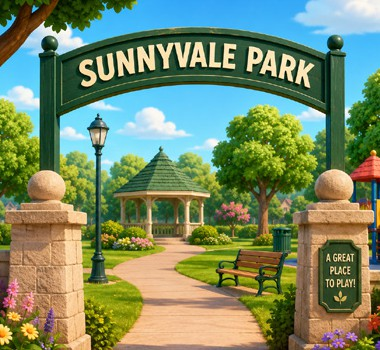 SUNNYVALE PARK
A GREAT
PLACE
TO PLAY!